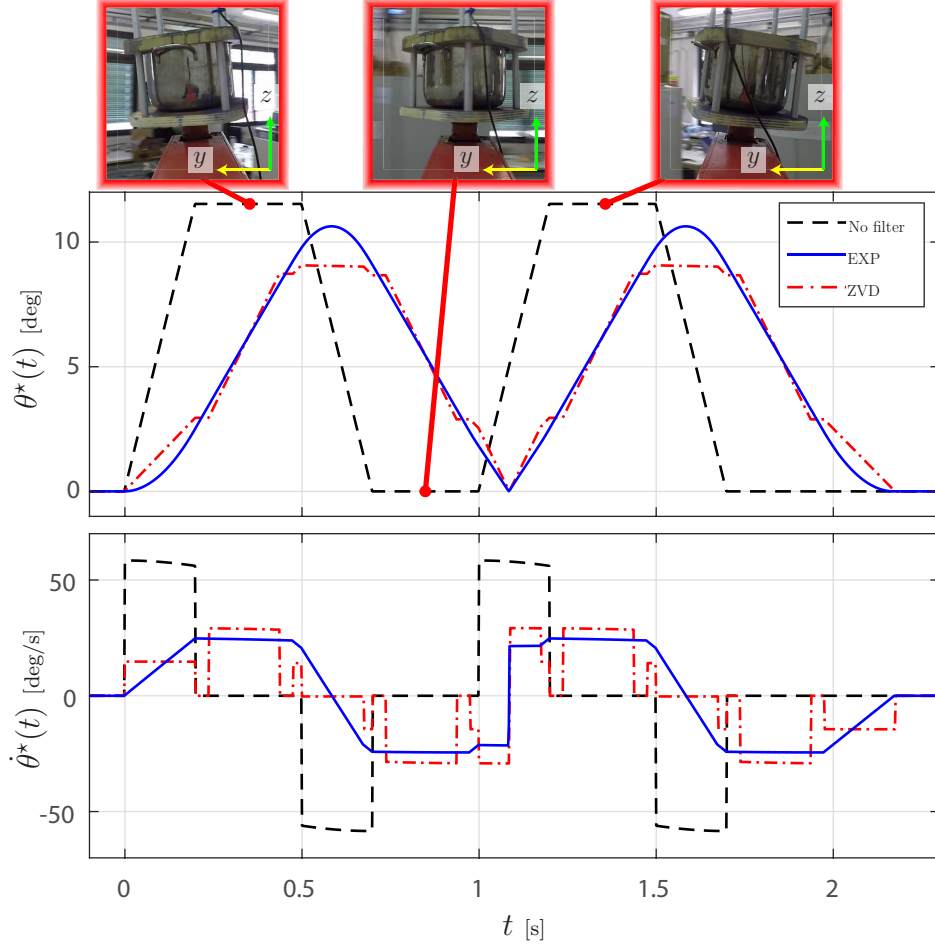 z
y
z
y
z
y
θ*(t) [deg]
10
5
0
No filter
EXP
ZVD
θ̇*(t) [deg/s]
50
0
-50
0
0.5
1
1.5
2
t [s]